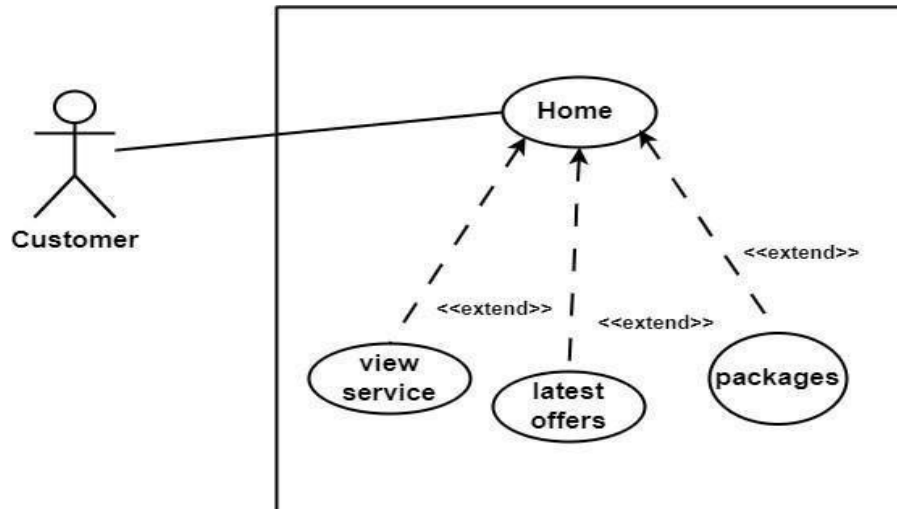 Home
Customer
<<extend>>
<<extend>>
<<extend>>
view
service
latest
offers
packages